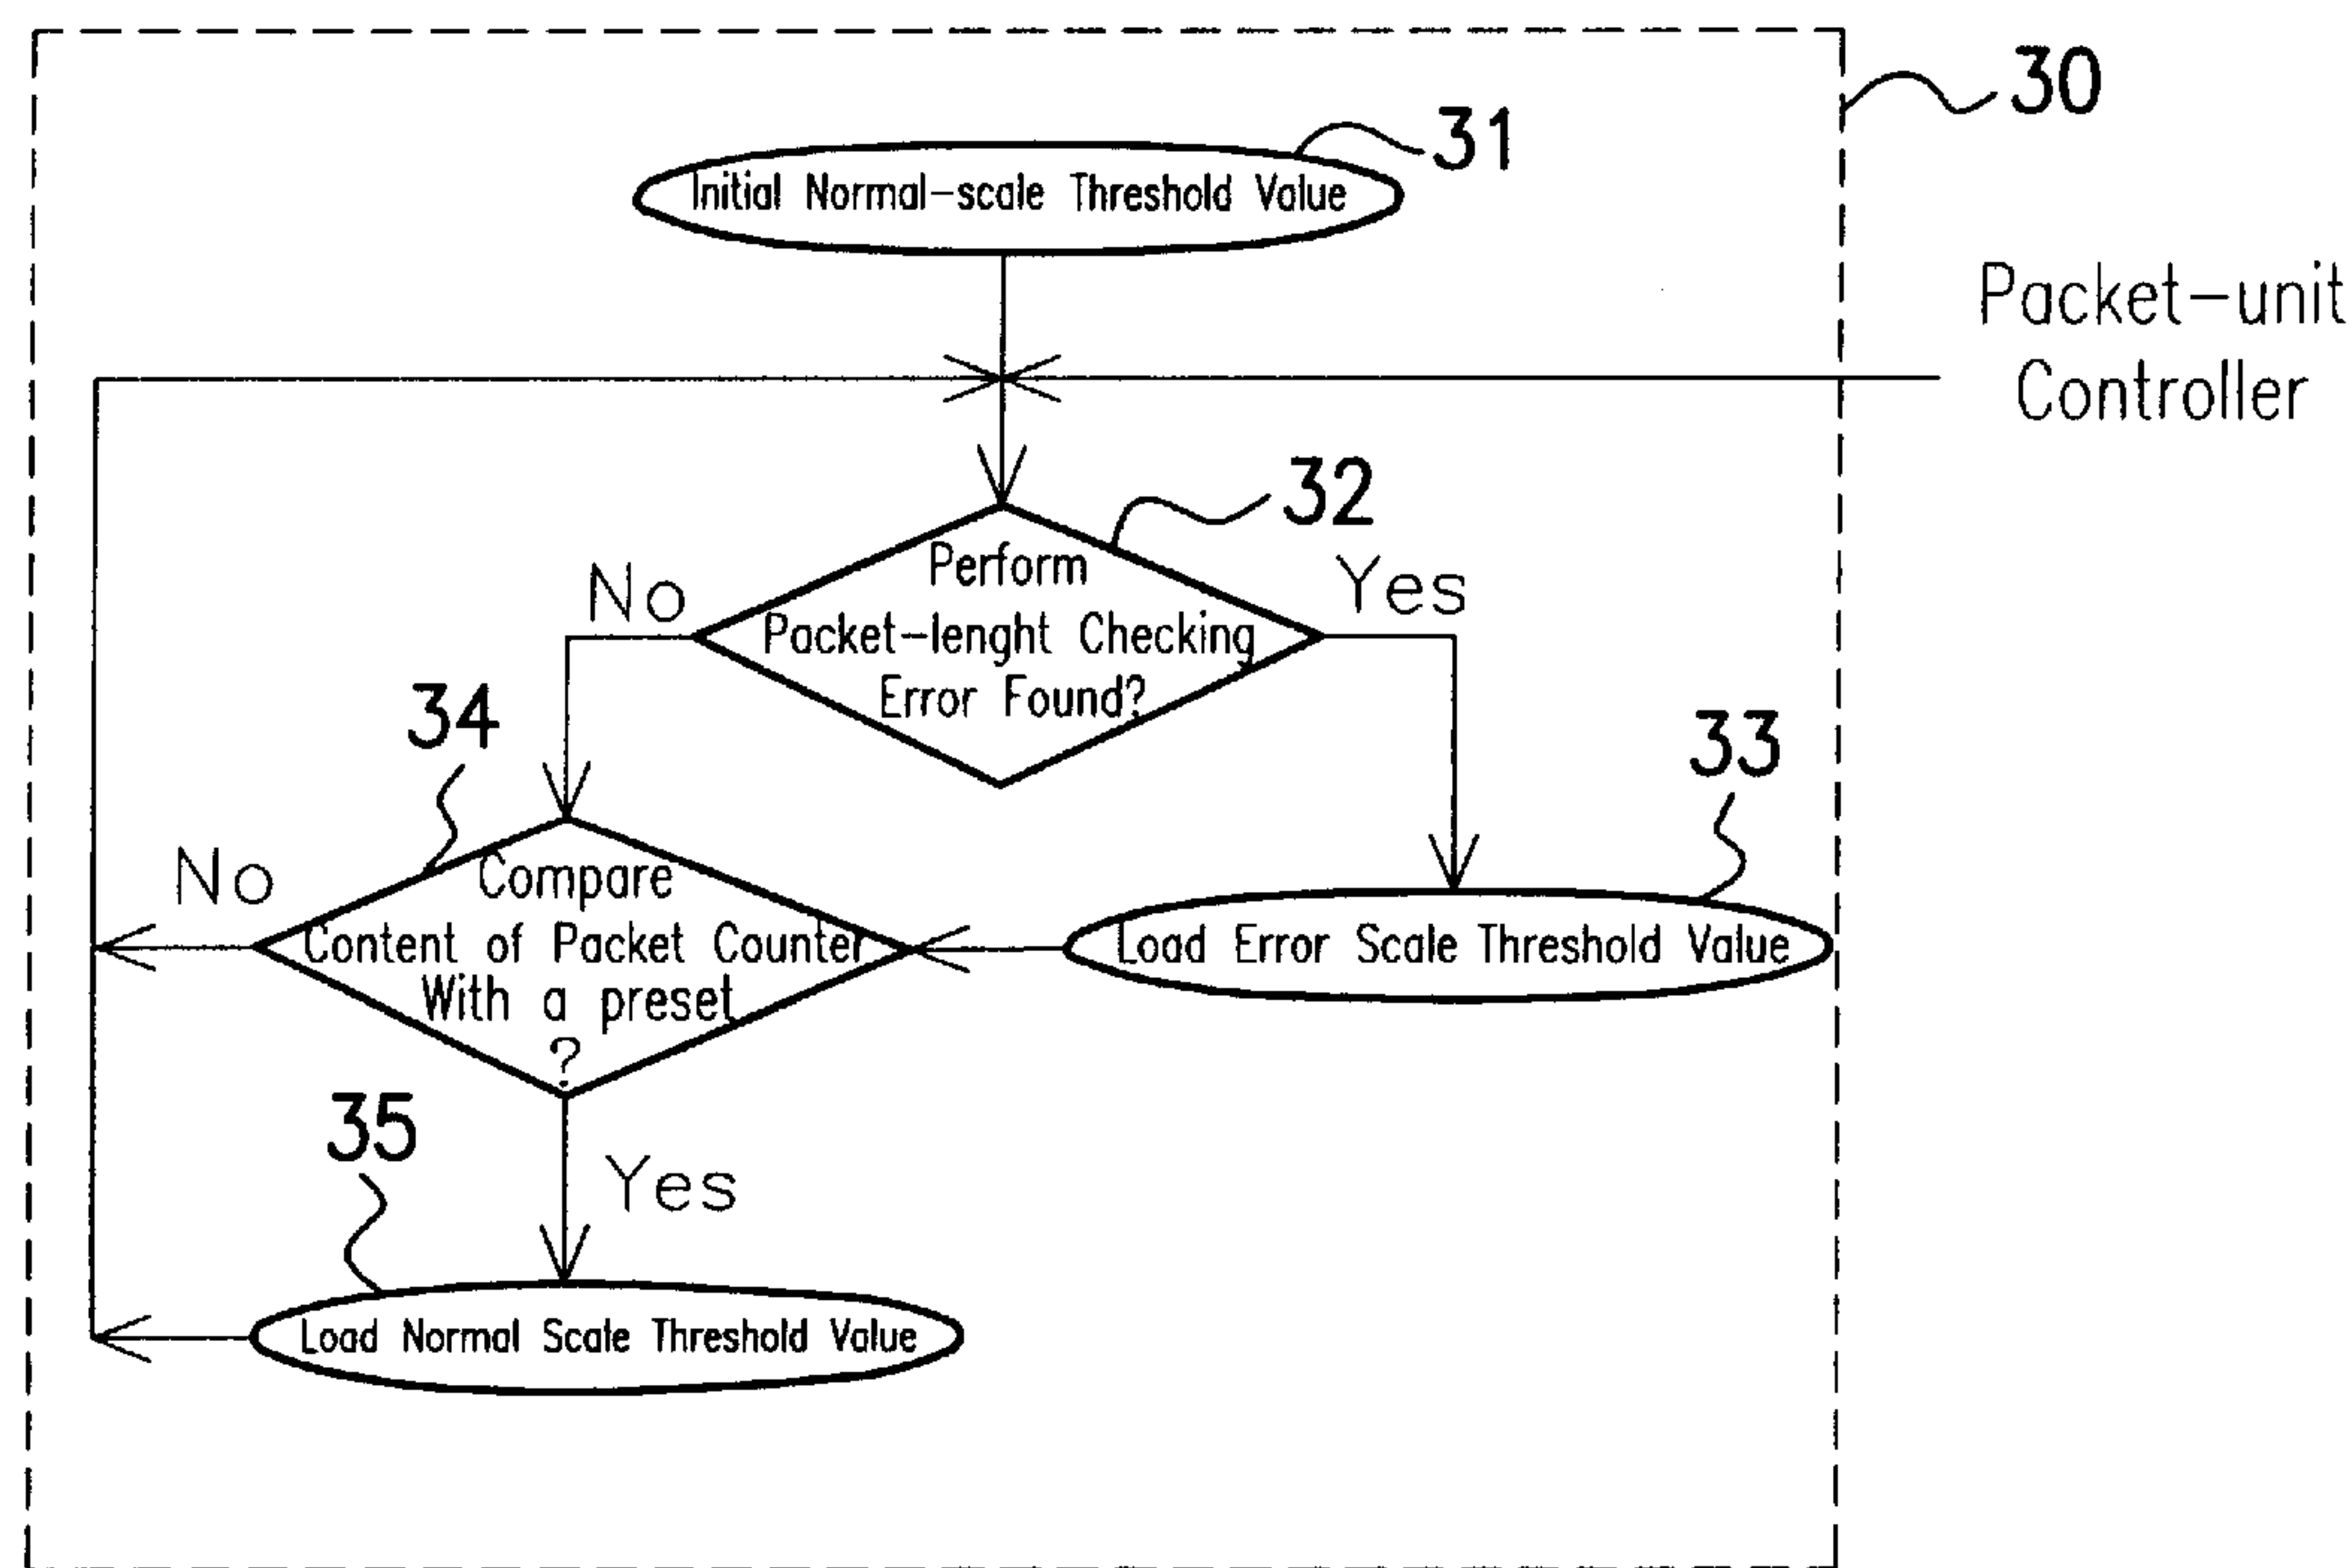 30
31
Initial Normal-scale Threshold Value
Packet-unit
Controller
32
No
Yes
Perform
Packet-lenght Checking
Error Found?
34
33
No
Compare
Content of Packet Counter
With a preset
?
Load Error Scale Threshold Value
35
Yes
Load Normal Scale Threshold Value